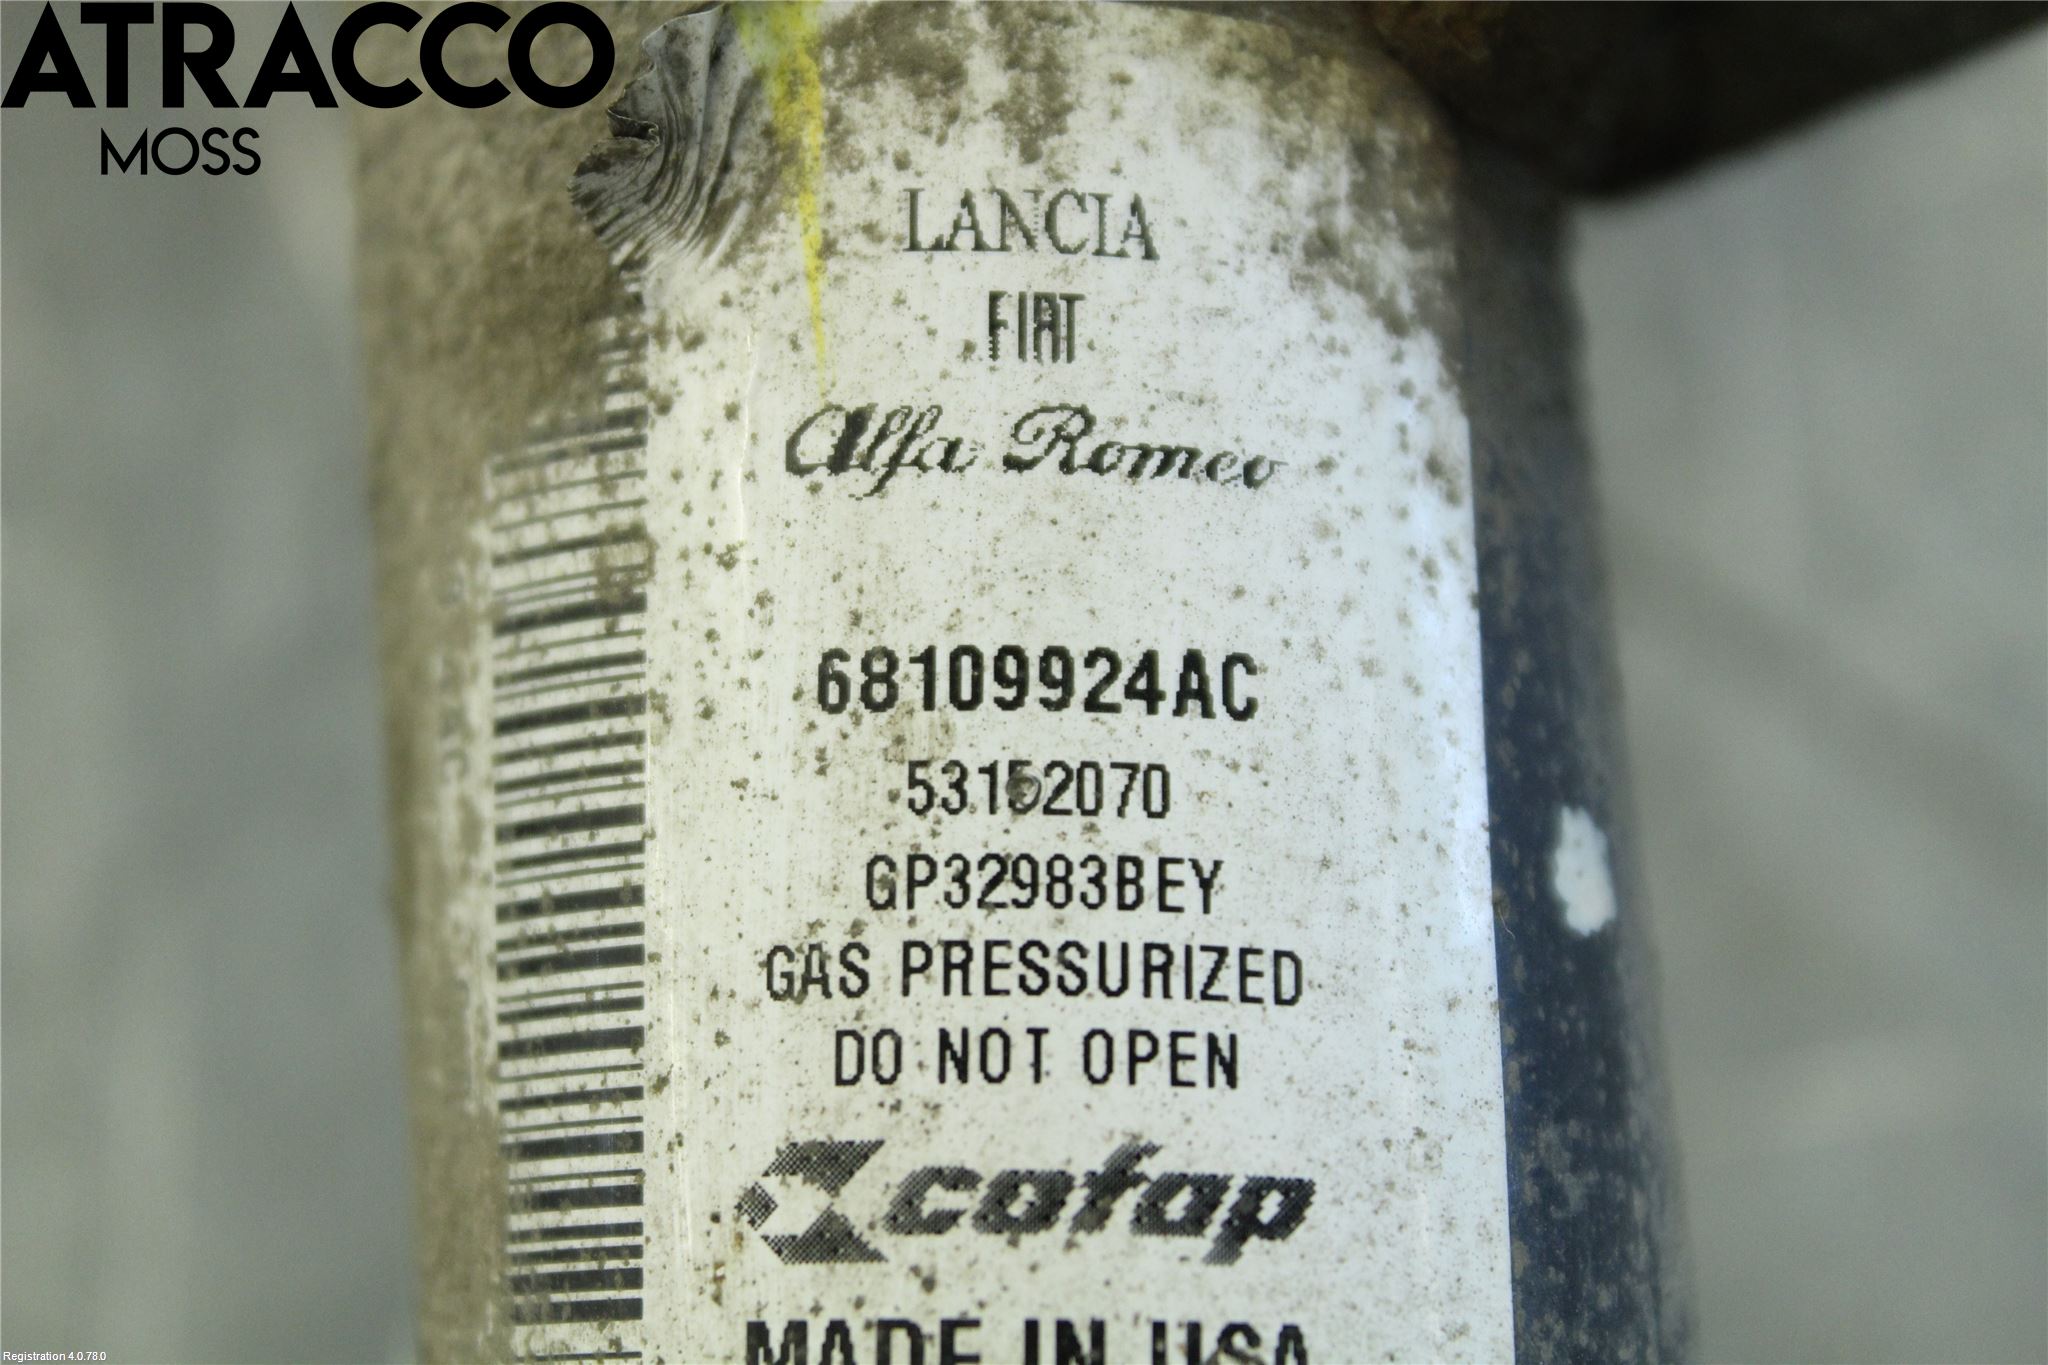 ATRACCO
MOSS
LANCIA
FIAT
Alfa Romeo
68109924AC
53152070
GP32983BEY
GAS PRESSURIZED
DO NOT OPEN
cofap
MADE IN USA
Registration 4.0.78.0